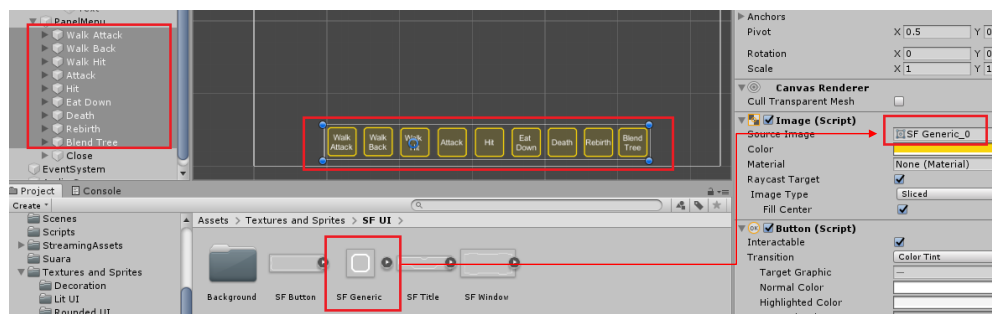 PanelMenu
Walk Attack
Walk Back
Walk Hit
Attack
Hit
Eat Down
Death
Rebirth
Blend Tree
Close
EventSystem
Walk Attack
Walk Back
Walk
Attack
Hit
Eat Down
Death
Rebirth
Blend Tree
Anchors
Pivot X 0.5 Y 0
Rotation X 0 Y 0
Scale X 1 Y 1
Canvas Renderer
Cull Transparent Mesh
Image (Script)
Source Image SF Generic_0
Color
Material None (Material)
Raycast Target
Image Type Sliced
Fill Center
Button (Script)
Interactable
Transition Color Tint
Target Graphic
Normal Color
Highlighted Color
Project Console
Create
Scenes
Scripts
StreamingAssets
Suara
Textures and Sprites
Decoration
Lit UI
Rounded UI
Assets > Textures and Sprites > SF UI >
Background SF Button SF Generic SF Title SF Window